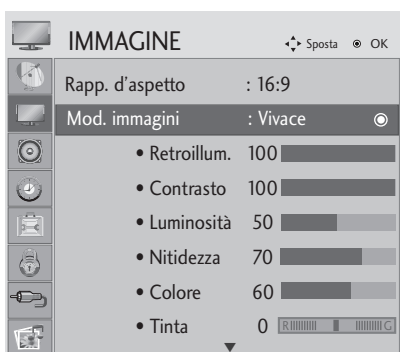 IMMAGINE Sposta OK
Rapp. d'aspetto : 16:9
Mod. immagini : Vivace
• Retroillum. 100
• Contrasto 100
• Luminosità 50
• Nitidezza 70
• Colore 60
• Tinta 0 R G